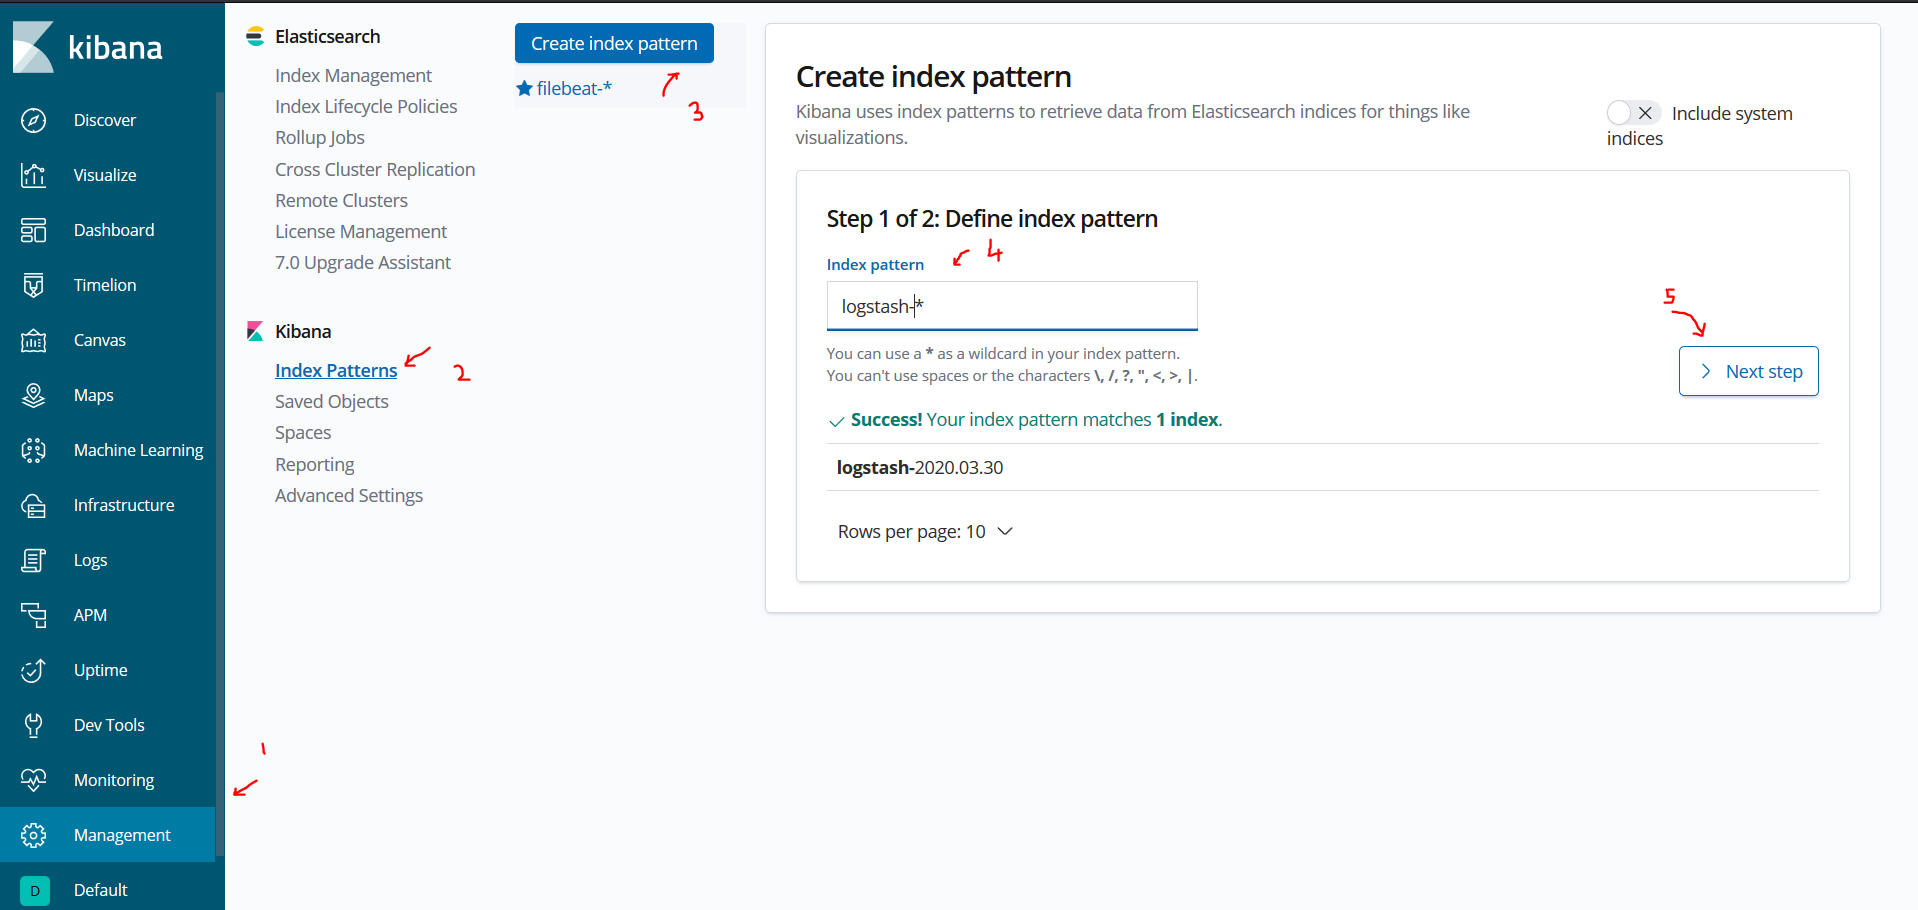 kibana
Discover
Visualize
Dashboard
Timelion
Canvas
Maps
Machine Learning
Infrastructure
Logs
APM
Uptime
Dev Tools
Monitoring
Management
D Default
1
Elasticsearch
Index Management
Index Lifecycle Policies
Rollup Jobs
Cross Cluster Replication
Remote Clusters
License Management
7.0 Upgrade Assistant
Kibana
Index Patterns
2
Saved Objects
Spaces
Reporting
Advanced Settings
Create index pattern
filebeat-*
3
Create index pattern
Kibana uses index patterns to retrieve data from Elasticsearch indices for things like
visualizations.
Include system
indices
Step 1 of 2: Define index pattern
4
Index pattern
logstash-*
You can use a * as a wildcard in your index pattern.
You can't use spaces or the characters \, /, ?, ", <, >, |.
5
Next step
Success! Your index pattern matches 1 index.
logstash-2020.03.30
Rows per page: 10